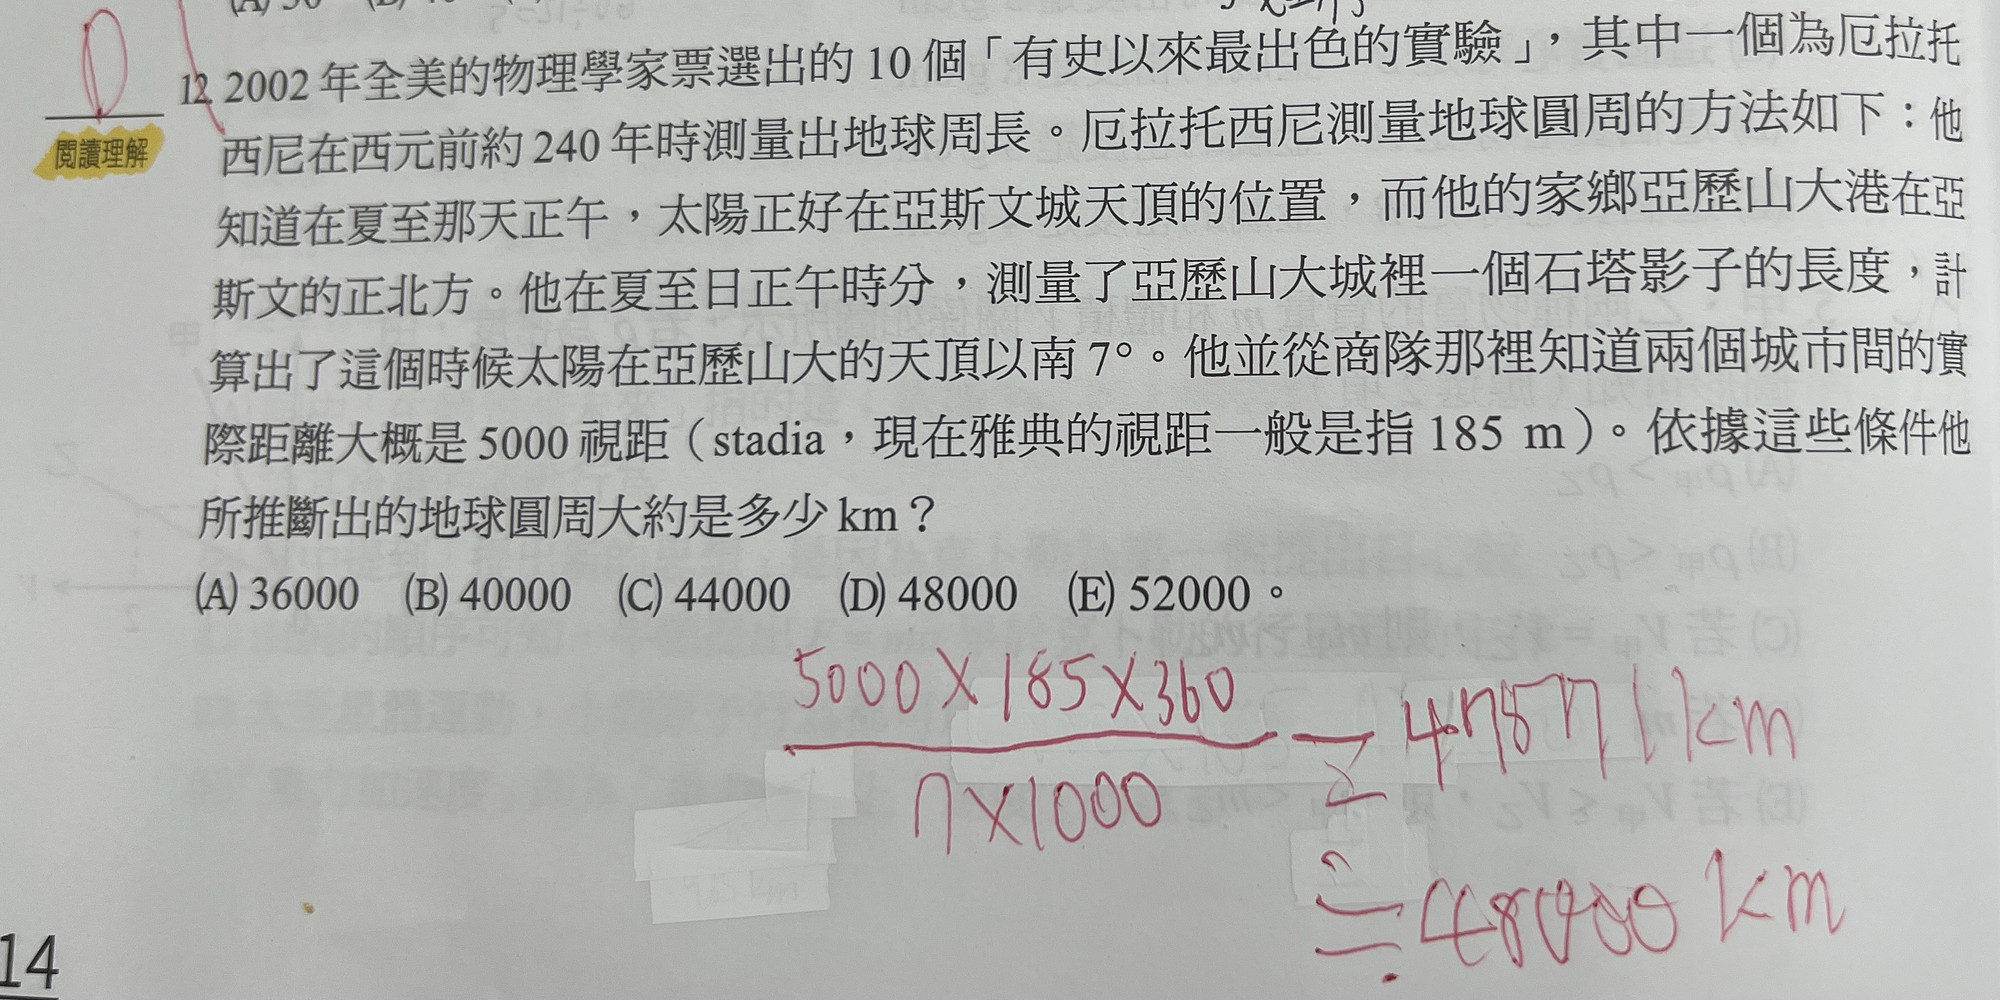 12. 2002 年全美的物理學家票選出的 10 個「有史以來最出色的實驗」，其中一個為厄拉托
閱讀理解
西尼在西元前約 240 年時測量出地球周長。厄拉托西尼測量地球圓周的方法如下：他
知道在夏至那天正午，太陽正好在亞斯文城天頂的位置，而他的家鄉亞歷山大港在亞
斯文的正北方。他在夏至日正午時分，測量了亞歷山大城裡一個石塔影子的長度，計
算出了這個時候太陽在亞歷山大的天頂以南 7°。他並從商隊那裡知道兩個城市間的實
際距離大概是 5000 視距（stadia，現在雅典的視距一般是指 185 m）。依據這些條件他
所推斷出的地球圓周大約是多少 km？
(A) 36000 (B) 40000 (C) 44000 (D) 48000 (E) 52000。
5000×185×360
7×1000
=47571km
≒48000 km
14